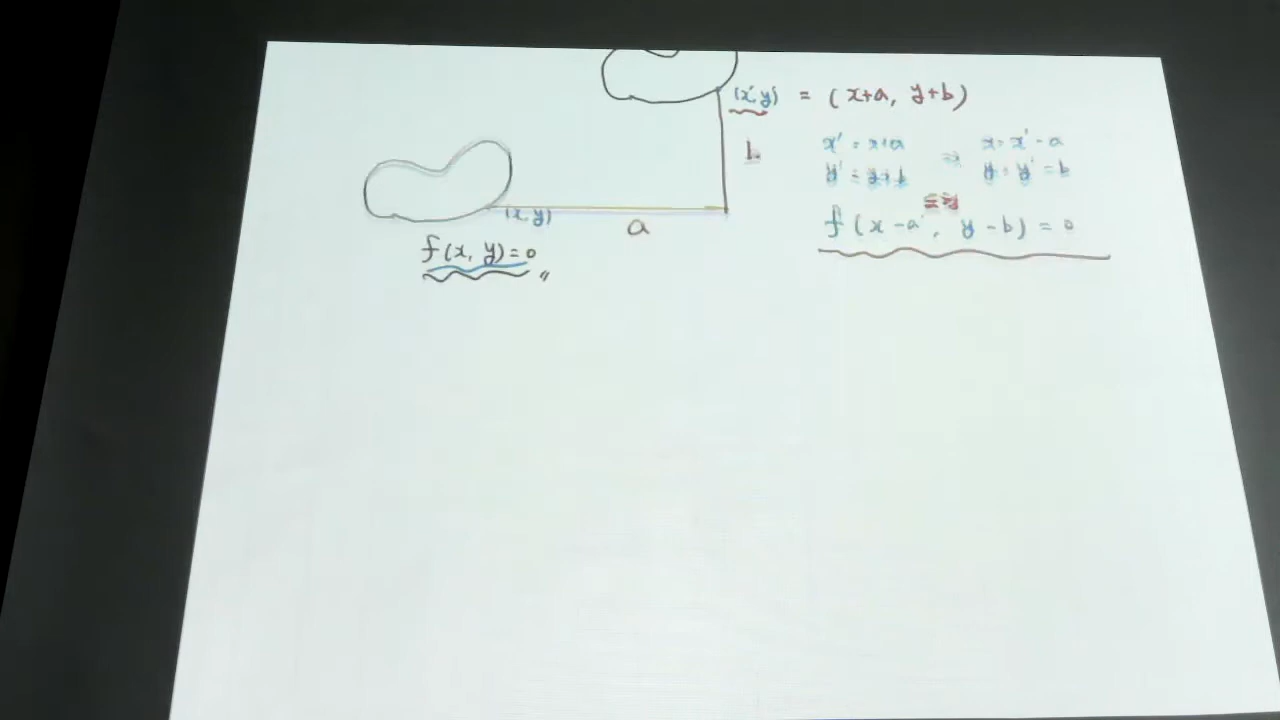 (x', y') = (x+a, y+b)
b
x' = x+a
x = x' - a
y' = y+b
y = y' - b
(x, y)
a
f(x-a, y-b) = 0
f(x, y) = 0